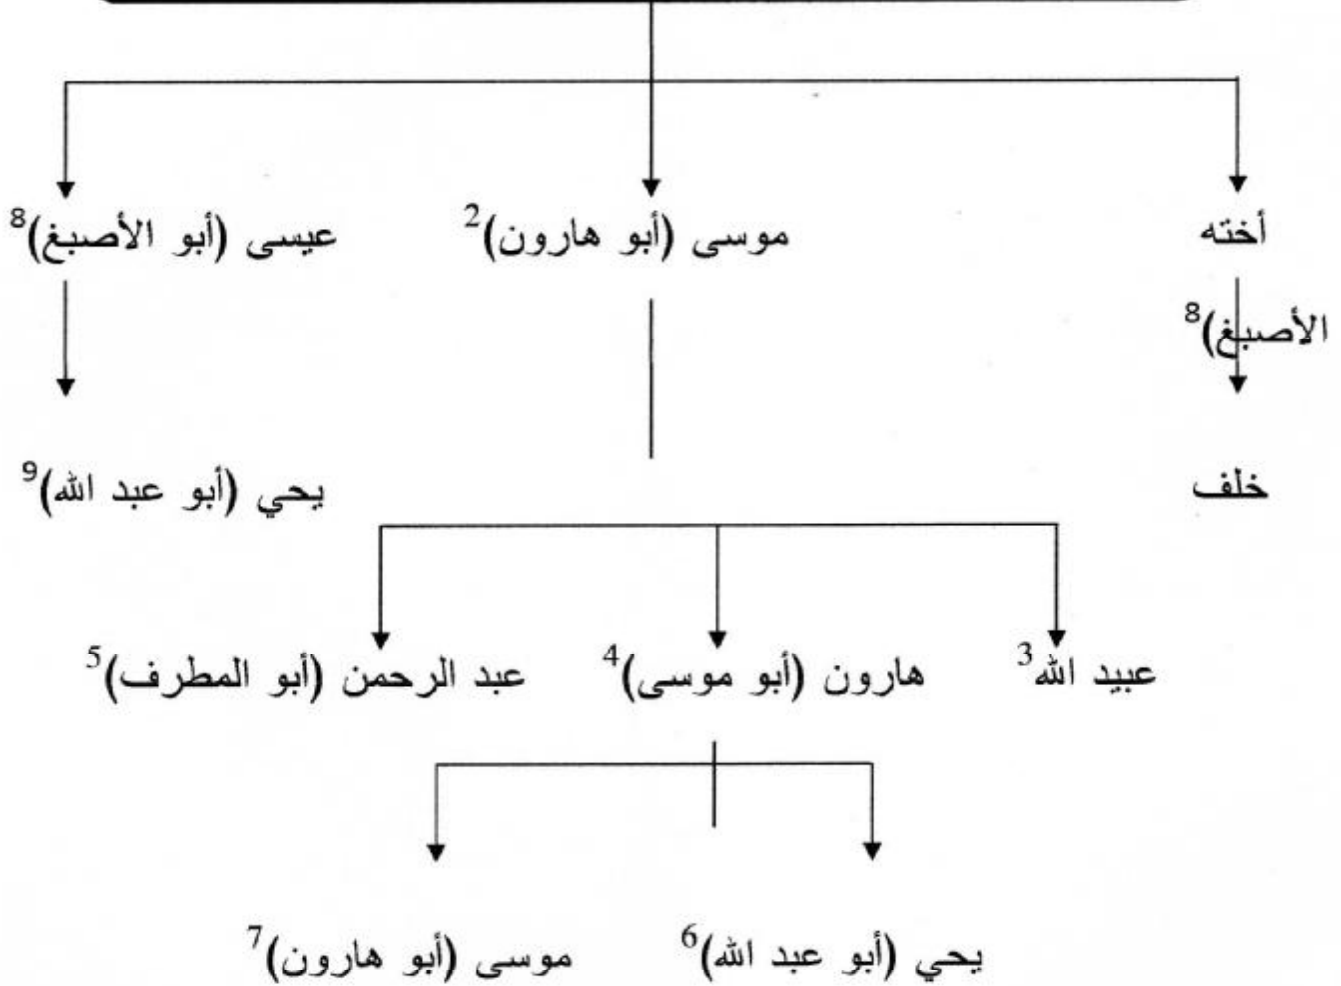 أخته
موسى (أبو هارون)2
عيسى (أبو الأصبغ)8
الأصبغ)8
خلف
يحي (أبو عبد الله)9
عبيد الله3
هارون (أبو موسى)4
عبد الرحمن (أبو المطرف)5
يحي (أبو عبد الله)6
موسى (أبو هارون)7